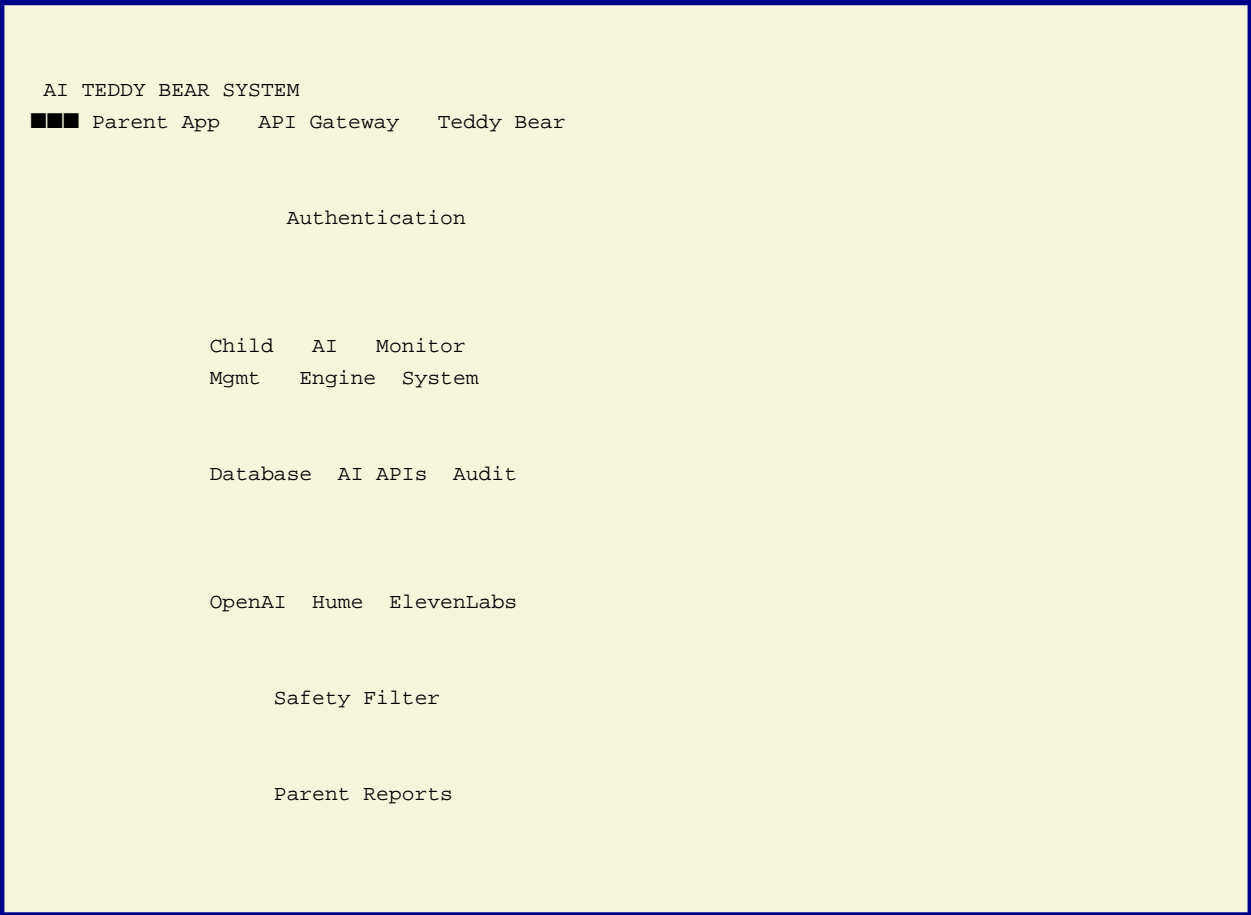 AI TEDDY BEAR SYSTEM
■■■ Parent App API Gateway Teddy Bear
Authentication
Child AI Monitor
Mgmt Engine System
Database AI APIs Audit
OpenAI Hume ElevenLabs
Safety Filter
Parent Reports